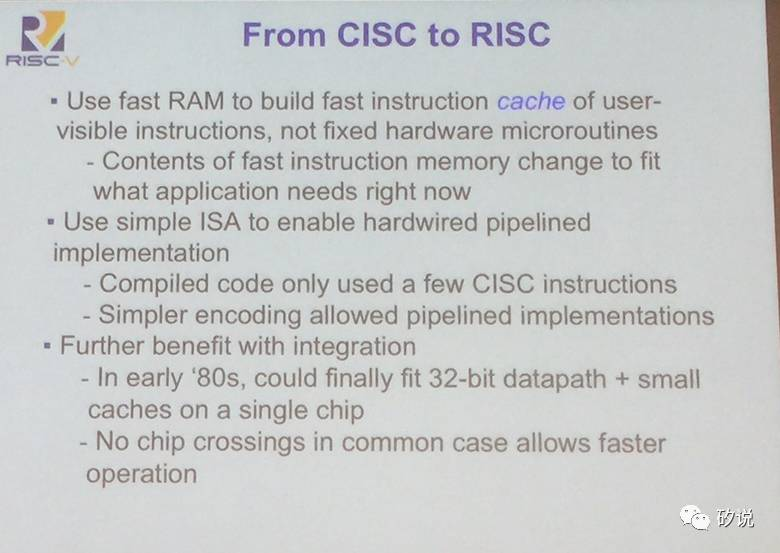 RISC-V
From CISC to RISC
▪ Use fast RAM to build fast instruction cache of user-
visible instructions, not fixed hardware microroutines
- Contents of fast instruction memory change to fit
what application needs right now
▪ Use simple ISA to enable hardwired pipelined
implementation
- Compiled code only used a few CISC instructions
- Simpler encoding allowed pipelined implementations
▪ Further benefit with integration
- In early ‘80s, could finally fit 32-bit datapath + small
caches on a single chip
- No chip crossings in common case allows faster
operation
矽说